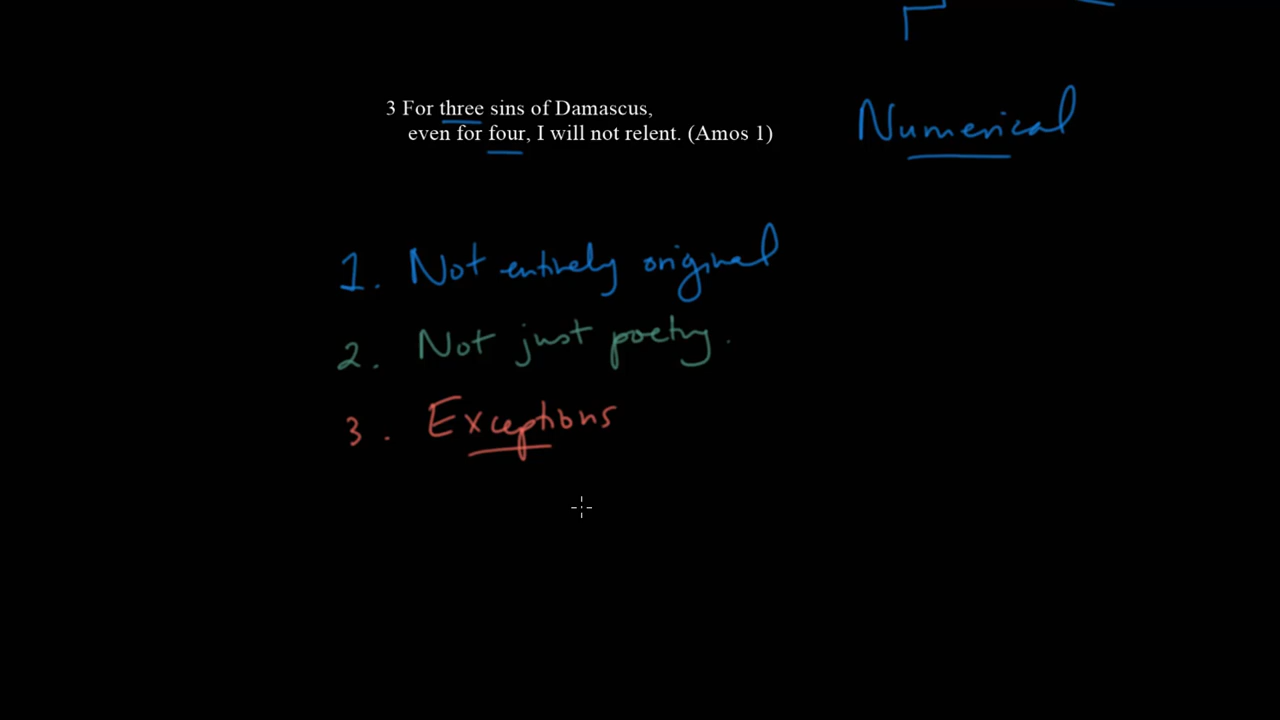 3 For three sins of Damascus,
even for four, I will not relent. (Amos 1)
Numerical
1. Not entirely original
2. Not just poetry.
3. Exceptions